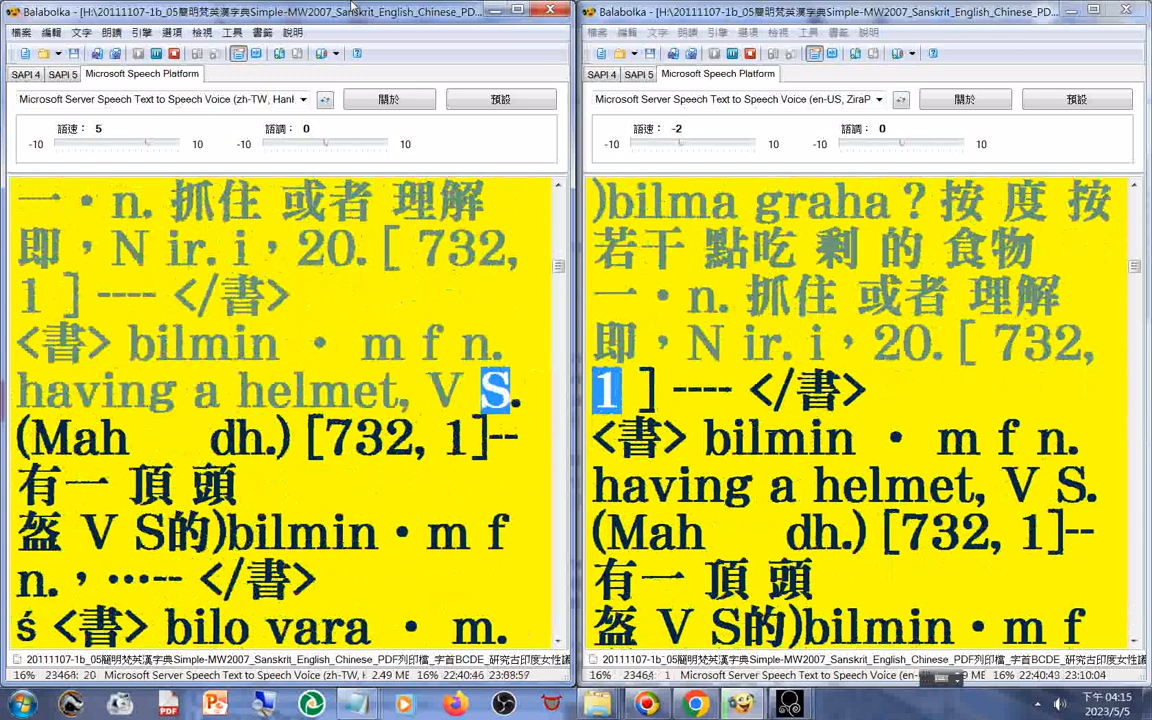 Balabolka - [H:\20111107-1b_05簡明梵英漢字典Simple-MW2007_Sanskrit_English_Chinese_PD...
檔案 編輯 文字 朗讀 引擎 選項 檢視 工具 書籤 說明
SAPI 4 SAPI 5 Microsoft Speech Platform
Microsoft Server Speech Text to Speech Voice (zh-TW, Hanl
關於 預設
語速： 5 語調： 0
-10 10 -10 10
一・n. 抓住 或者 理解
即，N ir. i，20. [ 732,
1 ] ---- </書>
<書> bilmin ・ m f n.
having a helmet, V S.
(Mah dh.) [732, 1]--
有一 頂 頭
盔 V S的)bilmin・m f
n.，…-- </書>
ś <書> bilo vara ・ m.
20111107-1b_05簡明梵英漢字典Simple-MW2007_Sanskrit_English_Chinese_PDF列印檔_字首BCDE_研究古印度女性議
16% 23464: 20 Microsoft Server Speech Text to Speech Voice (zh-TW, H 2.49 MB 16% 22:40:46 23:08:57
Balabolka - [H:\20111107-1b_05簡明梵英漢字典Simple-MW2007_Sanskrit_English_Chinese_PD...
檔案 編輯 文字 朗讀 引擎 選項 檢視 工具 書籤 說明
SAPI 4 SAPI 5 Microsoft Speech Platform
Microsoft Server Speech Text to Speech Voice (en-US, ZiraP
關於 預設
語速： -2 語調： 0
-10 10 -10 10
)bilma graha？按 度 按
若干 點吃 剩 的 食物
一・n. 抓住 或者 理解
即，N ir. i，20. [ 732,
1 ] ---- </書>
<書> bilmin ・ m f n.
having a helmet, V S.
(Mah dh.) [732, 1]--
有一 頂 頭
盔 V S的)bilmin・m f
20111107-1b_05簡明梵英漢字典Simple-MW2007_Sanskrit_English_Chinese_PDF列印檔_字首BCDE_研究古印度女性議
16% Microsoft Server Speech Text to Speech Voice 16% 23:10:04
下午 04:15
2023/5/5